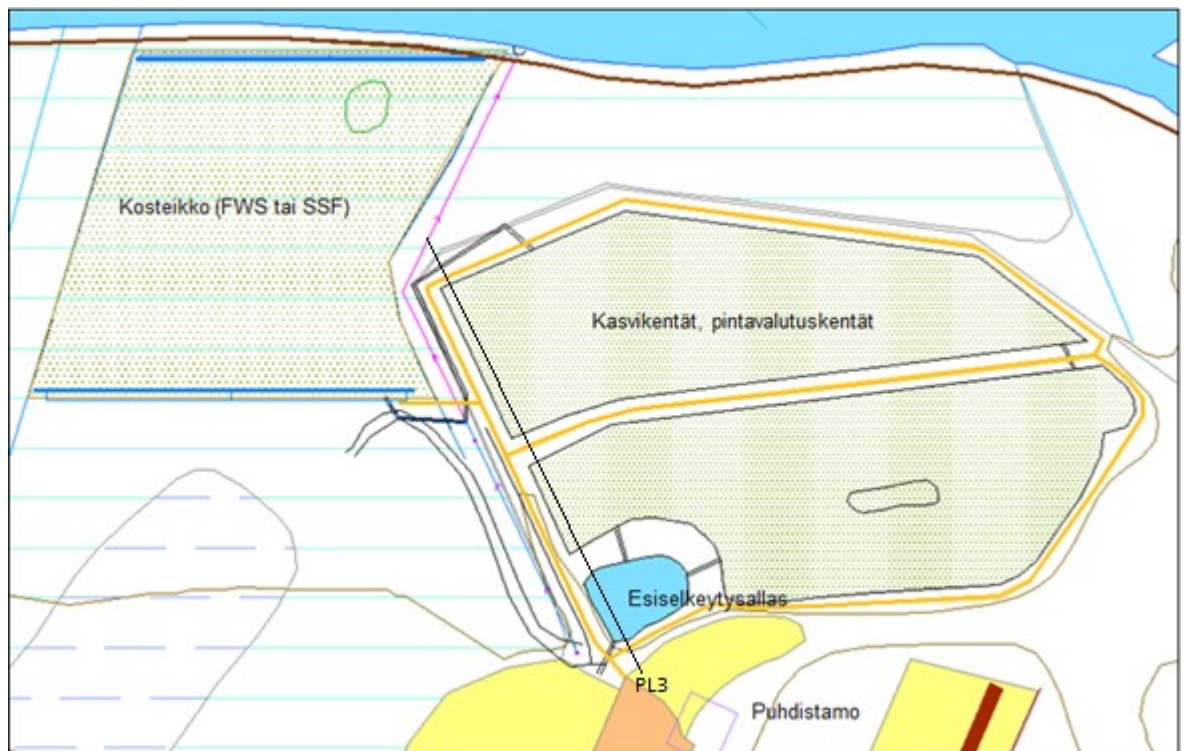 Kosteikko (FWS tai SSF)
Kasvikentät, pintavalutuskentät
Esiselkeytysallas
PL3
Puhdistamo